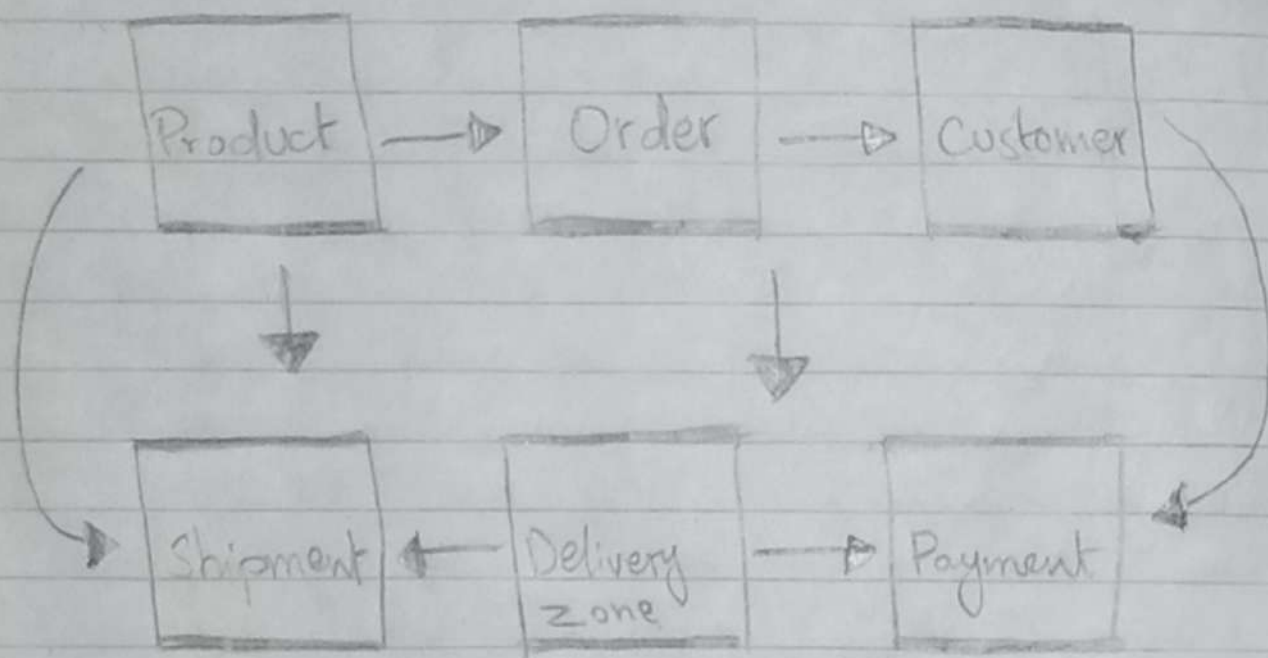 Product
Order
Customer
Shipment
Delivery
zone
Payment